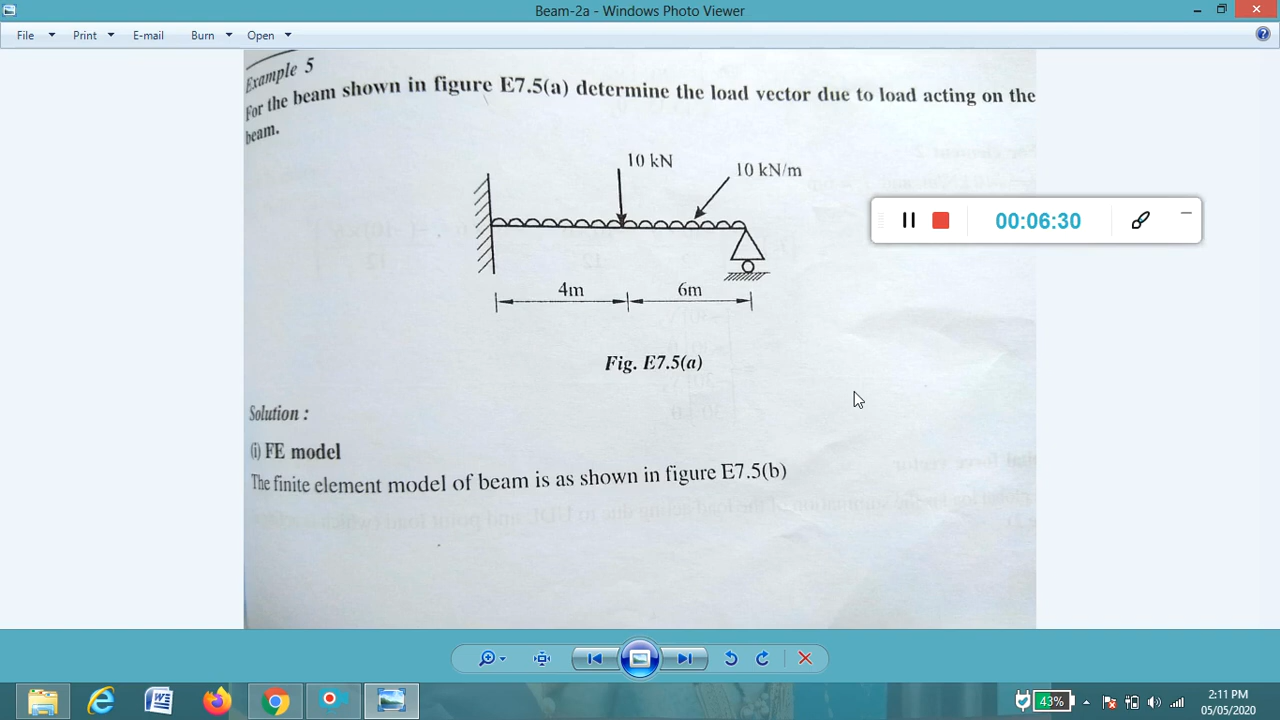 Beam-2a - Windows Photo Viewer
File Print E-mail Burn Open
Example 5
For the beam shown in figure E7.5(a) determine the load vector due to load acting on the
beam.
10 kN
10 kN/m
00:06:30
4m
6m
Fig. E7.5(a)
Solution :
(i) FE model
The finite element model of beam is as shown in figure E7.5(b)
43%
2:11 PM
05/05/2020